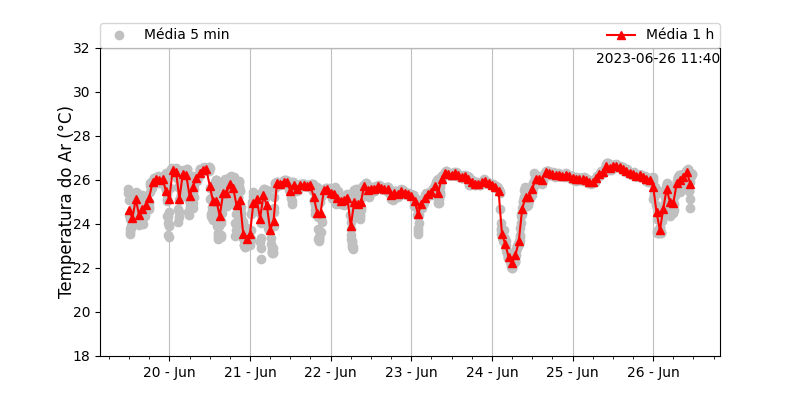 Média 5 min
Média 1 h
2023-06-26 11:40
Temperatura do Ar (°C)
32
30
28
26
24
22
20
18
20 - Jun
21 - Jun
22 - Jun
23 - Jun
24 - Jun
25 - Jun
26 - Jun